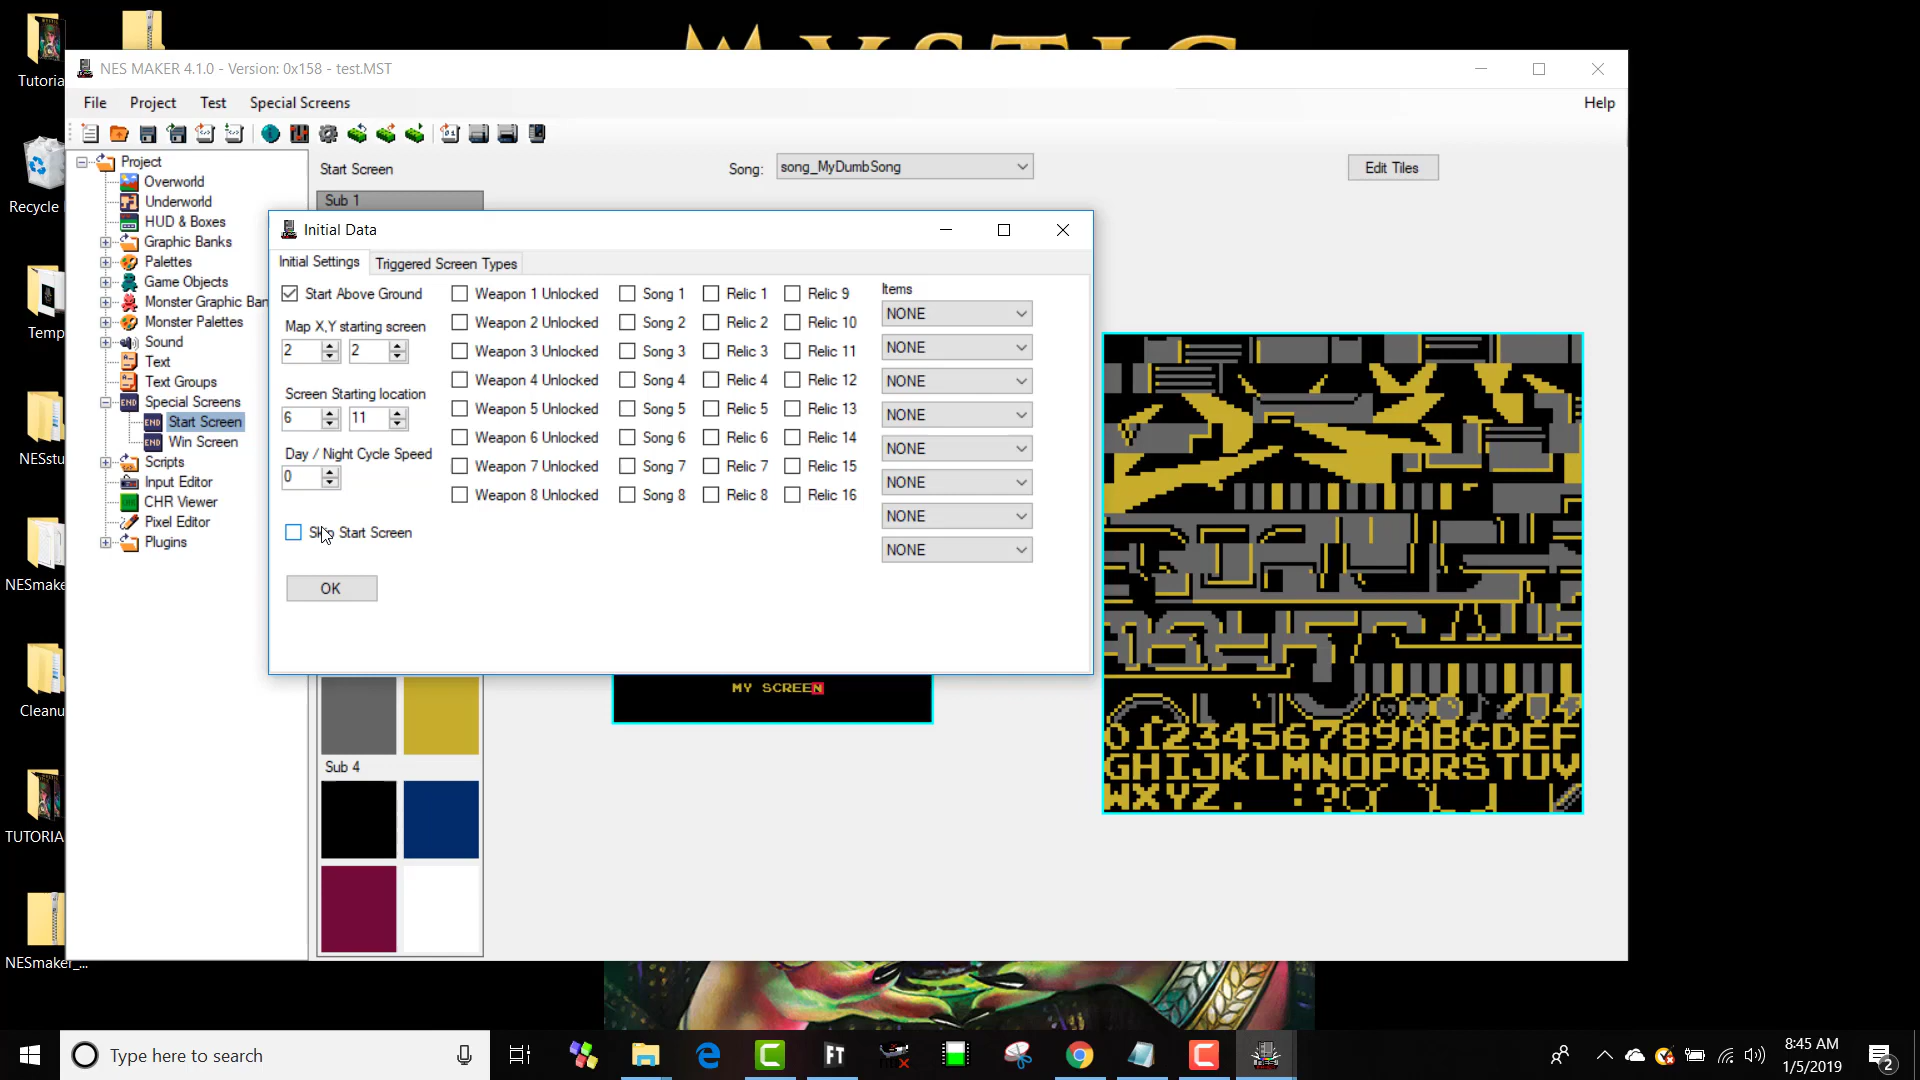 MYSTIC
Tutoria
NES MAKER 4.1.0 - Version: 0x158 - test.MST
File Project Test Special Screens Help
Project
Overworld
Underworld
HUD & Boxes
Graphic Banks
Palettes
Game Objects
Monster Graphic Ban
Monster Palettes
Sound
Text
Text Groups
Special Screens
Start Screen
Win Screen
Scripts
Input Editor
CHR Viewer
Pixel Editor
Plugins
Start Screen
Song: song_MyDumbSong
Edit Tiles
Sub 1
Initial Data
Initial Settings Triggered Screen Types
Start Above Ground
Map X,Y starting screen
2 2
Screen Starting location
6 11
Day / Night Cycle Speed
0
Skip Start Screen
OK
Weapon 1 Unlocked Song 1 Relic 1 Relic 9
Weapon 2 Unlocked Song 2 Relic 2 Relic 10
Weapon 3 Unlocked Song 3 Relic 3 Relic 11
Weapon 4 Unlocked Song 4 Relic 4 Relic 12
Weapon 5 Unlocked Song 5 Relic 5 Relic 13
Weapon 6 Unlocked Song 6 Relic 6 Relic 14
Weapon 7 Unlocked Song 7 Relic 7 Relic 15
Weapon 8 Unlocked Song 8 Relic 8 Relic 16
Items
NONE
NONE
NONE
NONE
NONE
NONE
NONE
NONE
MY SCREEN
Sub 4
0123456789ABCDEF
GHIJKLMNOPQRSTUV
WXYZ. :?
Recycle
Temp
NESstu
NESmake
Cleanu
TUTORIA
NESmaker_...
Type here to search
FT
8:45 AM
1/5/2019
2